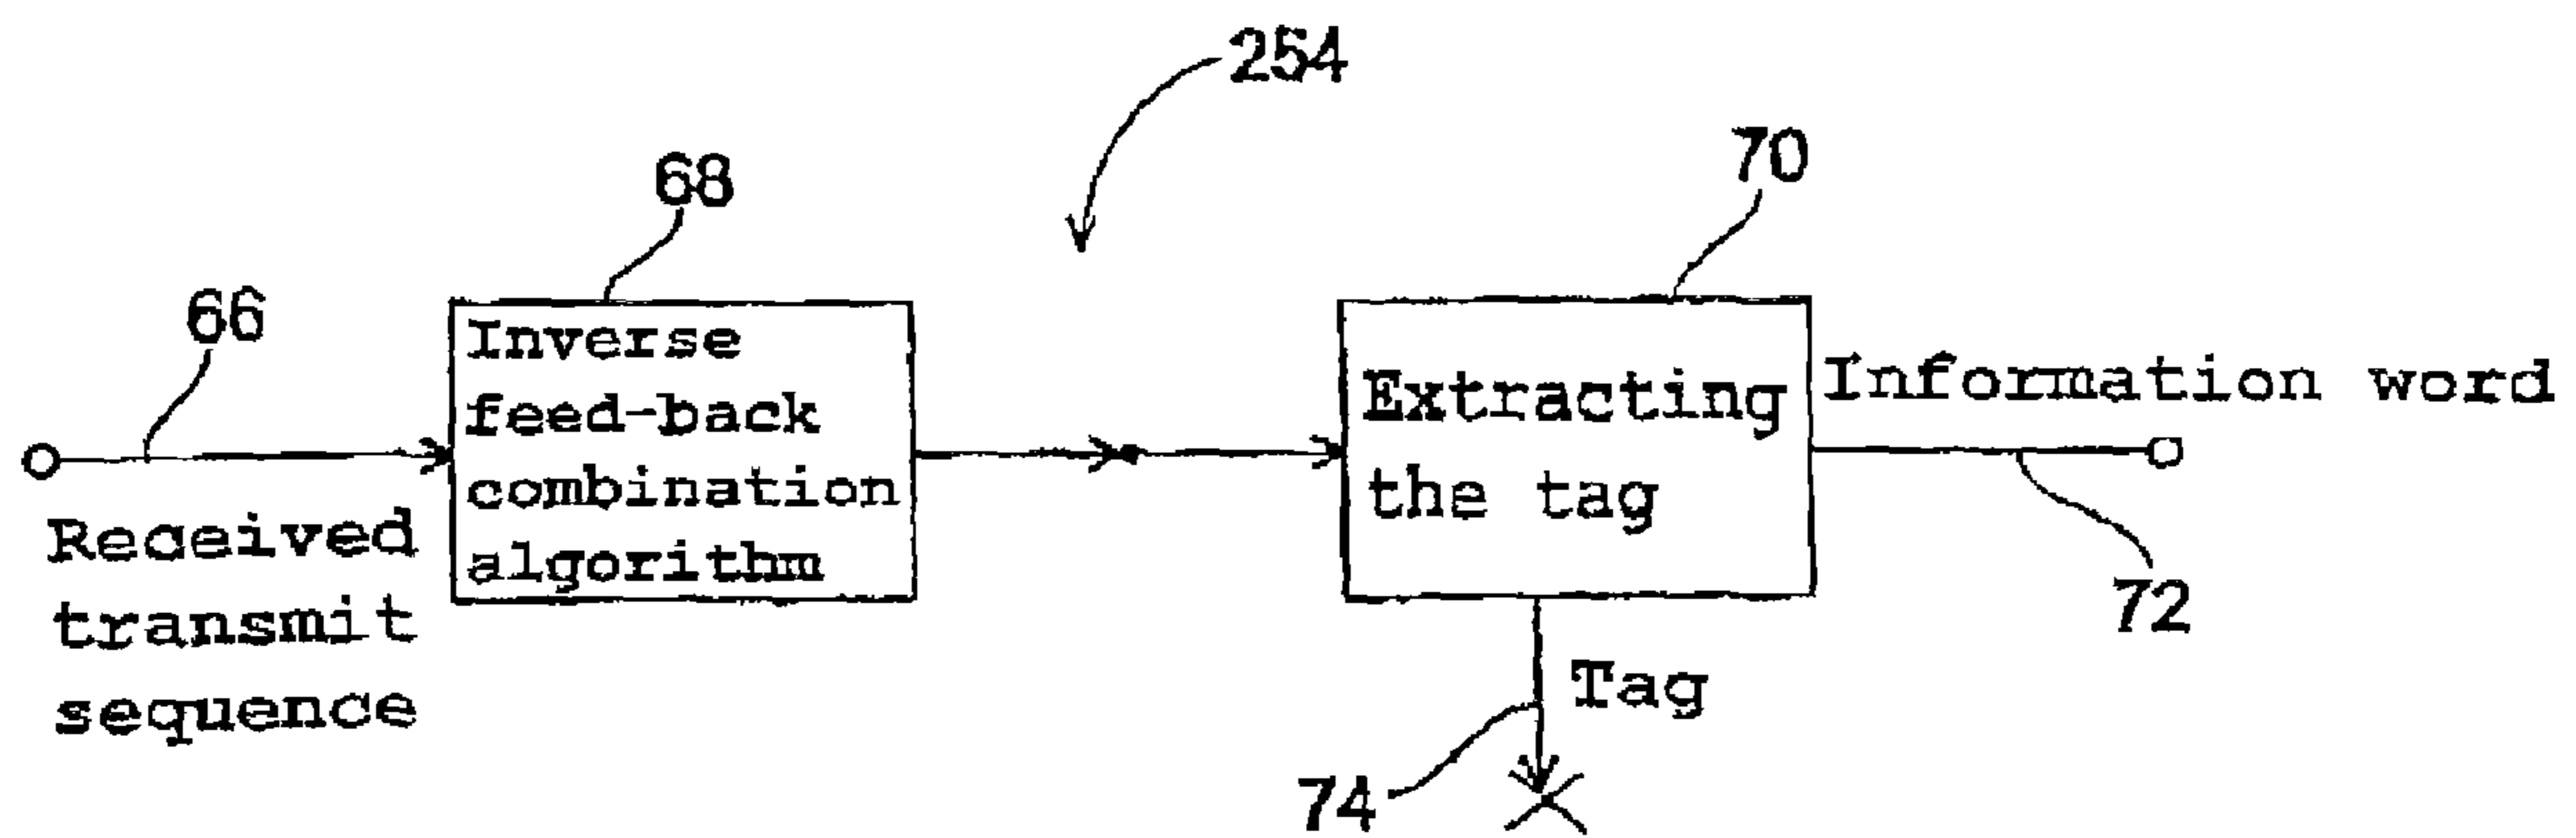 254
68
70
66
Inverse
feed-back
combination
algorithm
Extracting
the tag
Information word
Received
transmit
sequence
72
Tag
74